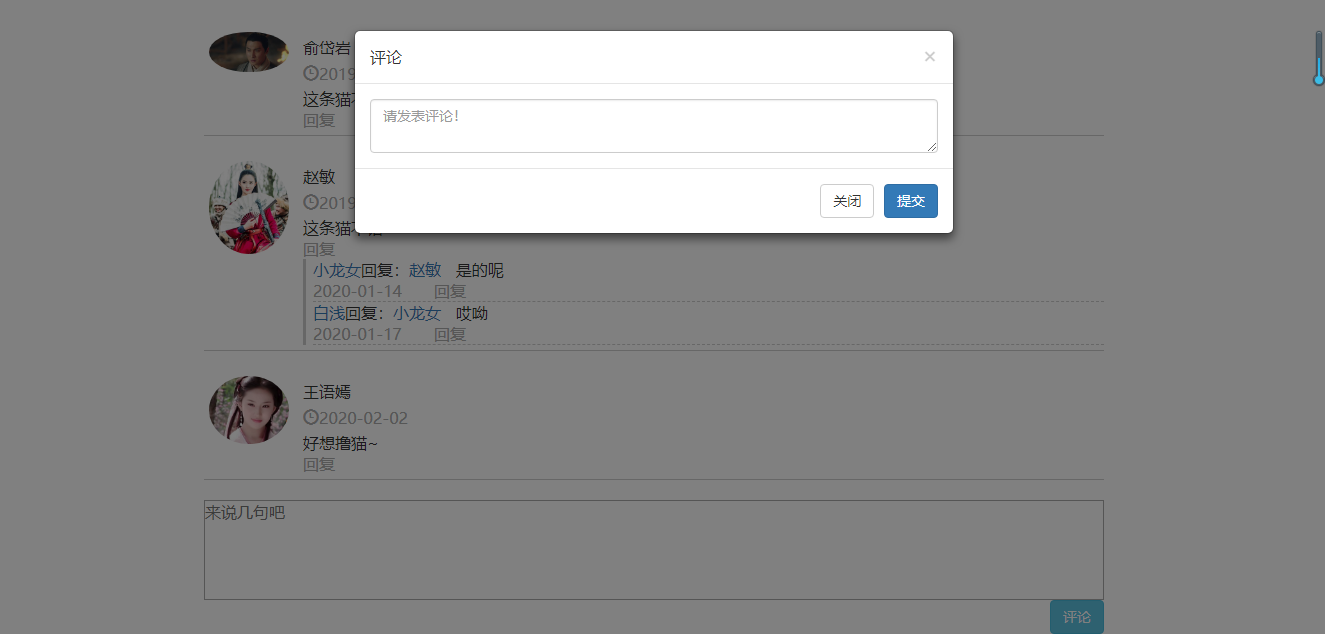 评论 ×
请发表评论!
关闭 提交
俞岱岩
2019
这条猫
回复
赵敏
2019
这条猫
回复
小龙女回复：赵敏 是的呢
2020-01-14 回复
白浅回复：小龙女 哎呦
2020-01-17 回复
王语嫣
2020-02-02
好想撸猫~
回复
来说几句吧
评论